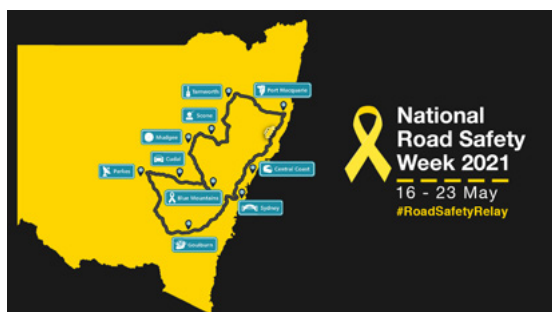 Tamworth
Port Macquarie
Scone
Mudgee
Cudal
Parkes
Central Coast
Blue Mountains
Sydney
Goulburn
National
Road Safety
Week 2021
16 - 23 May
#RoadSafetyRelay